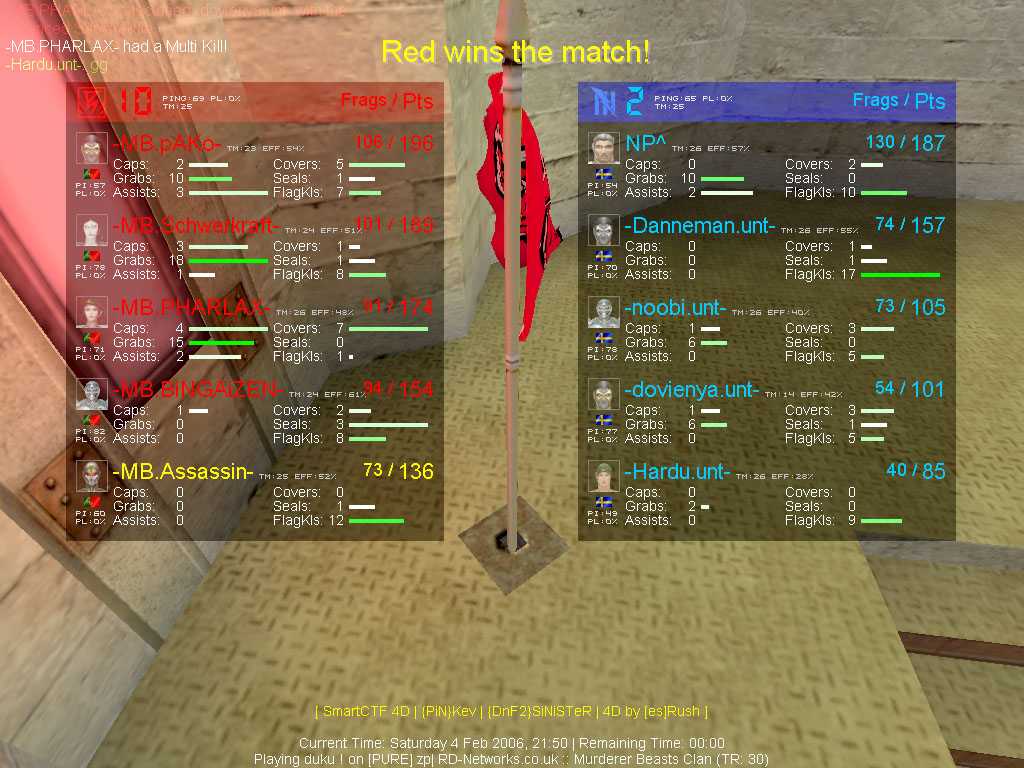 -MB.PHARLAX- electrified -dovienya.unt- with the
-MB.PHARLAX- had a Multi Kill!
-Hardu.unt-: gg
Red wins the match!
10 PING:69 PL:0% TM:25 Frags / Pts
-MB.pAKo- TM:23 EFF:54% 106 / 196
Caps: 2 Covers: 5
Grabs: 10 Seals: 1
Assists: 3 FlagKls: 7
PI:57
PL:0%
-MB.Schwerkraft- TM:24 EFF:51% 101 / 189
Caps: 3 Covers: 1
Grabs: 18 Seals: 1
Assists: 1 FlagKls: 8
PI:78
PL:0%
-MB.PHARLAX- TM:26 EFF:48% 91 / 174
Caps: 4 Covers: 7
Grabs: 15 Seals: 0
Assists: 2 FlagKls: 1
PI:71
PL:0%
-MB.BiNGAiZEN- TM:24 EFF:61% 94 / 154
Caps: 1 Covers: 2
Grabs: 0 Seals: 3
Assists: 0 FlagKls: 8
PI:82
PL:0%
-MB.Assassin- TM:25 EFF:52% 73 / 136
Caps: 0 Covers: 0
Grabs: 0 Seals: 1
Assists: 0 FlagKls: 12
PI:60
PL:0%
2 PING:65 PL:0% TM:25 Frags / Pts
NP^ TM:26 EFF:57% 130 / 187
Caps: 0 Covers: 2
Grabs: 10 Seals: 0
Assists: 2 FlagKls: 10
PI:54
PL:0%
-Danneman.unt- TM:26 EFF:55% 74 / 157
Caps: 0 Covers: 1
Grabs: 0 Seals: 1
Assists: 0 FlagKls: 17
PI:70
PL:0%
-noobi.unt- TM:26 EFF:40% 73 / 105
Caps: 1 Covers: 3
Grabs: 6 Seals: 0
Assists: 0 FlagKls: 5
PI:78
PL:0%
-dovienya.unt- TM:14 EFF:42% 54 / 101
Caps: 1 Covers: 3
Grabs: 6 Seals: 1
Assists: 0 FlagKls: 5
PI:77
PL:0%
-Hardu.unt- TM:26 EFF:28% 40 / 85
Caps: 0 Covers: 0
Grabs: 2 Seals: 0
Assists: 0 FlagKls: 9
PI:49
PL:0%
[ SmartCTF 4D | {PiN}Kev | {DnF2}SiNiSTeR | 4D by [es]Rush ]
Current Time: Saturday 4 Feb 2006, 21:50 | Remaining Time: 00:00
Playing duku ! on [PURE] zp| RD-Networks.co.uk :: Murderer Beasts Clan (TR: 30)